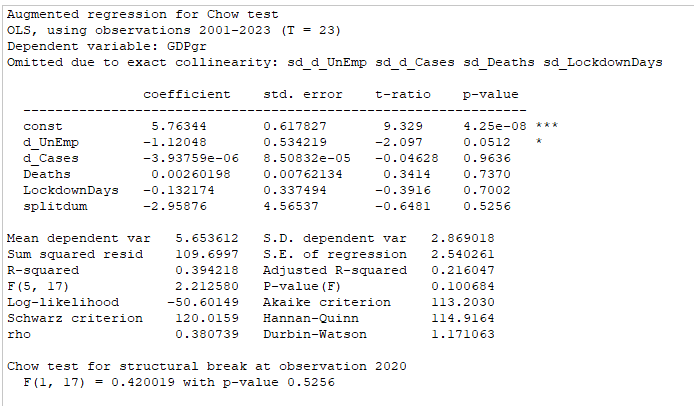 Augmented regression for Chow test
OLS, using observations 2001-2023 (T = 23)
Dependent variable: GDPgr
Omitted due to exact collinearity: sd_d_UnEmp sd_d_Cases sd_Deaths sd_LockdownDays
coefficient std. error t-ratio p-value
---------------------------------------------------------------
const 5.76344 0.617827 9.329 4.25e-08 ***
d_UnEmp -1.12048 0.534219 -2.097 0.0512 *
d_Cases -3.93759e-06 8.50832e-05 -0.04628 0.9636
Deaths 0.00260198 0.00762134 0.3414 0.7370
LockdownDays -0.132174 0.337494 -0.3916 0.7002
splitdum -2.95876 4.56537 -0.6481 0.5256
Mean dependent var 5.653612 S.D. dependent var 2.869018
Sum squared resid 109.6997 S.E. of regression 2.540261
R-squared 0.394218 Adjusted R-squared 0.216047
F(5, 17) 2.212580 P-value(F) 0.100684
Log-likelihood -50.60149 Akaike criterion 113.2030
Schwarz criterion 120.0159 Hannan-Quinn 114.9164
rho 0.380739 Durbin-Watson 1.171063
Chow test for structural break at observation 2020
F(1, 17) = 0.420019 with p-value 0.5256